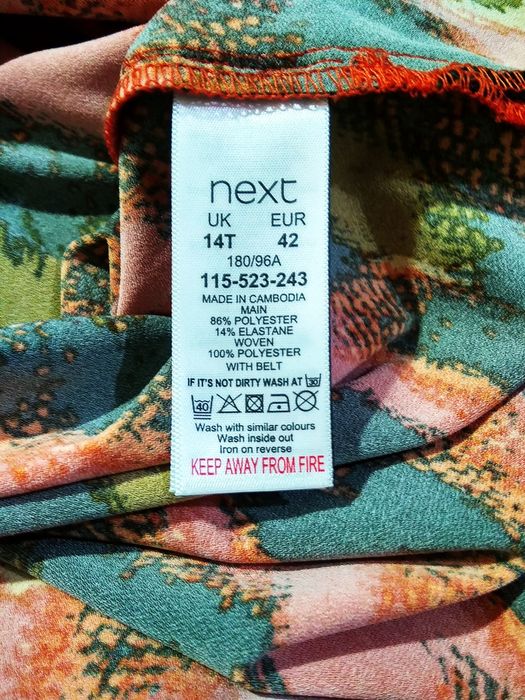 next
UK EUR
14T 42
180/96A
115-523-243
MADE IN CAMBODIA
MAIN
86% POLYESTER
14% ELASTANE
WOVEN
100% POLYESTER
WITH BELT
IF IT'S NOT DIRTY WASH AT 30
40
Wash with similar colours
Wash inside out
Iron on reverse
KEEP AWAY FROM FIRE